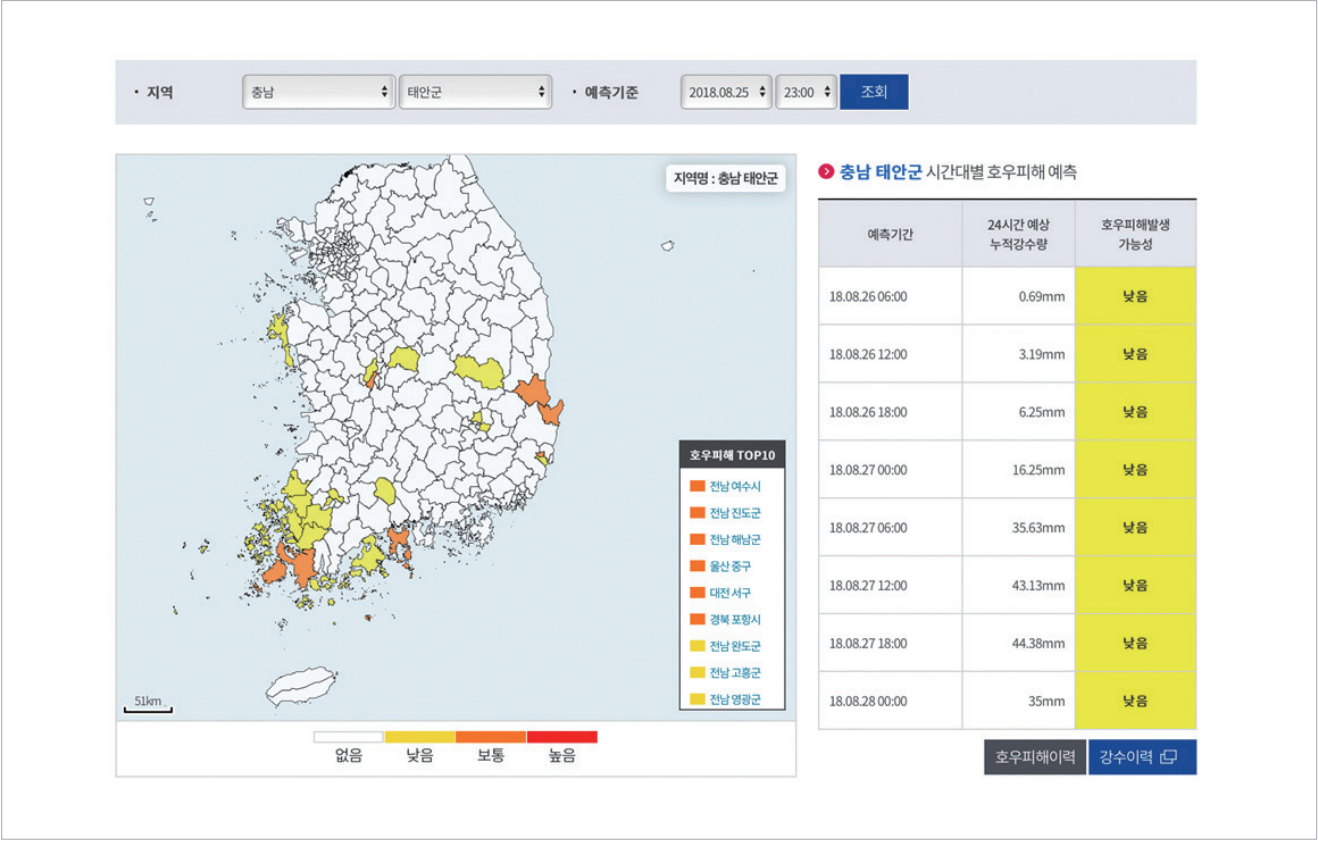 · 지역 충남 태안군 · 예측기준 2018.08.25 23:00 조회
지역명 : 충남 태안군
호우피해 TOP10
전남 여수시
전남 진도군
전남 해남군
울산 중구
대전 서구
경북 포항시
전남 완도군
전남 고흥군
전남 영광군
51km
없음 낮음 보통 높음
충남 태안군 시간대별 호우피해 예측
예측기간 24시간 예상 누적강수량 호우피해발생 가능성
18.08.26 06:00 0.69mm 낮음
18.08.26 12:00 3.19mm 낮음
18.08.26 18:00 6.25mm 낮음
18.08.27 00:00 16.25mm 낮음
18.08.27 06:00 35.63mm 낮음
18.08.27 12:00 43.13mm 낮음
18.08.27 18:00 44.38mm 낮음
18.08.28 00:00 35mm 낮음
호우피해이력 강수이력